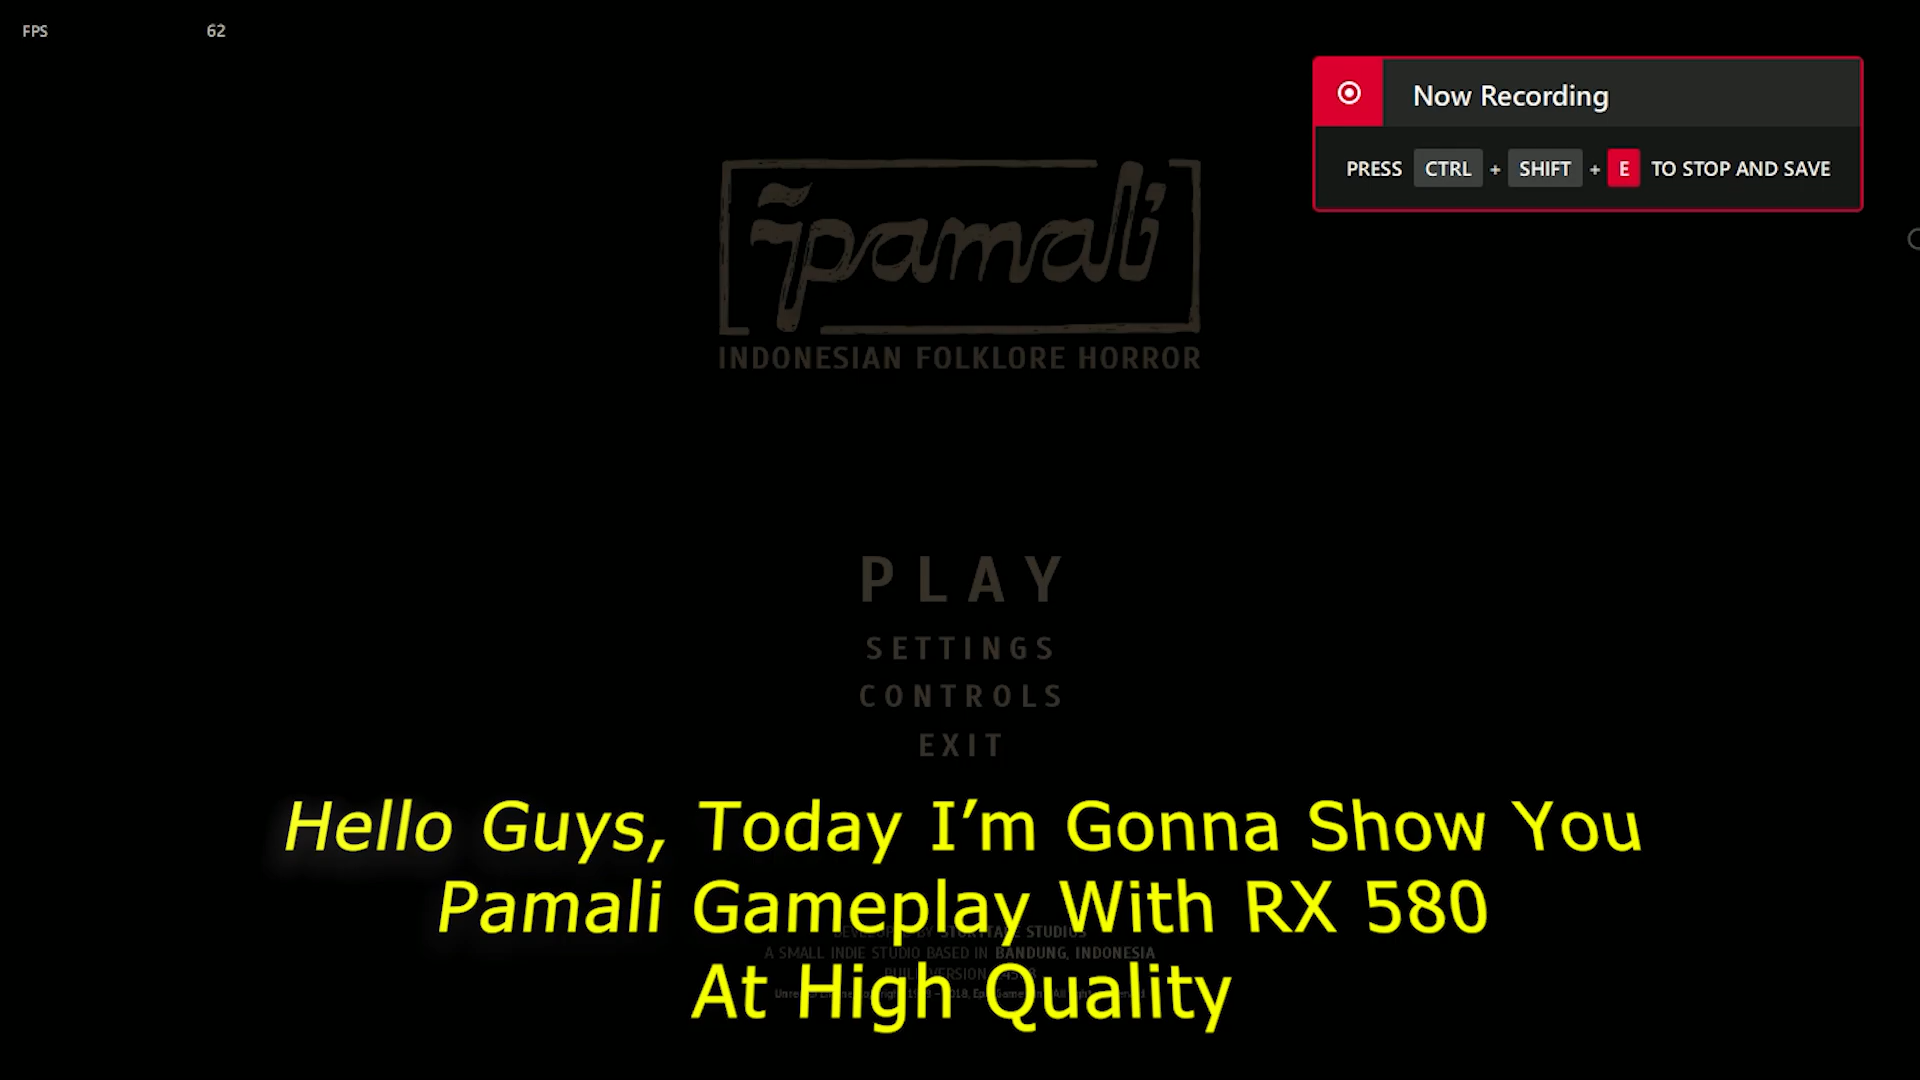 FPS 62
Now Recording
PRESS CTRL + SHIFT + E TO STOP AND SAVE
pamali
INDONESIAN FOLKLORE HORROR
PLAY
SETTINGS
CONTROLS
EXIT
Hello Guys, Today I’m Gonna Show You
Pamali Gameplay With RX 580
STUDIOS
A SMALL INDIE STUDIO BASED IN BANDUNG, INDONESIA
VERSION
At High Quality